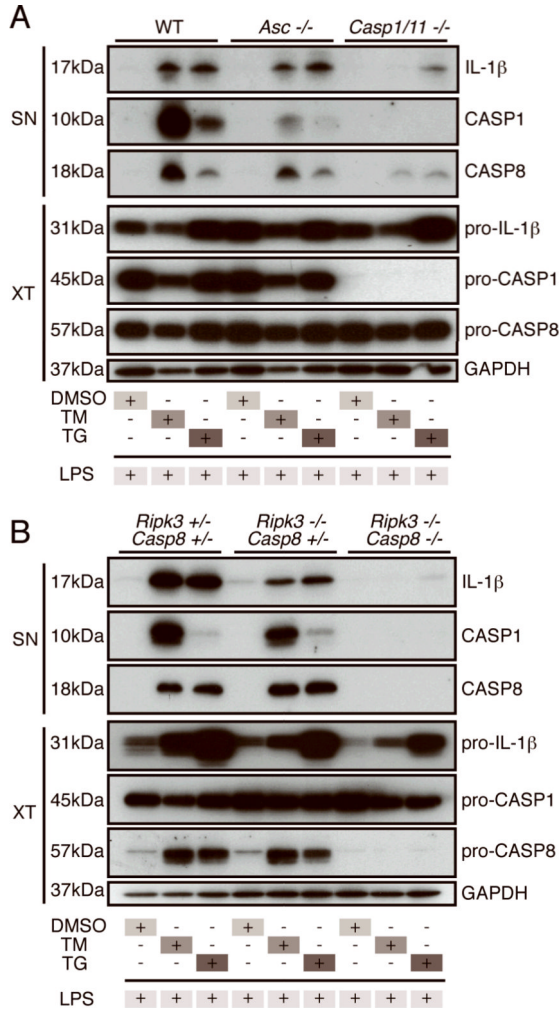 A
WT Asc -/- Casp1/11 -/-
SN
17kDa IL-1β
10kDa CASP1
18kDa CASP8
XT
31kDa pro-IL-1β
45kDa pro-CASP1
57kDa pro-CASP8
37kDa GAPDH
DMSO + - - + - - + - -
TM - + - - + - - + -
TG - - + - - + - - +
LPS + + + + + + + + +
B
Ripk3 +/- Ripk3 -/- Ripk3 -/-
Casp8 +/- Casp8 +/- Casp8 -/-
SN
17kDa IL-1β
10kDa CASP1
18kDa CASP8
XT
31kDa pro-IL-1β
45kDa pro-CASP1
57kDa pro-CASP8
37kDa GAPDH
DMSO + - - + - - + - -
TM - + - - + - - + -
TG - - + - - + - - +
LPS + + + + + + + + +